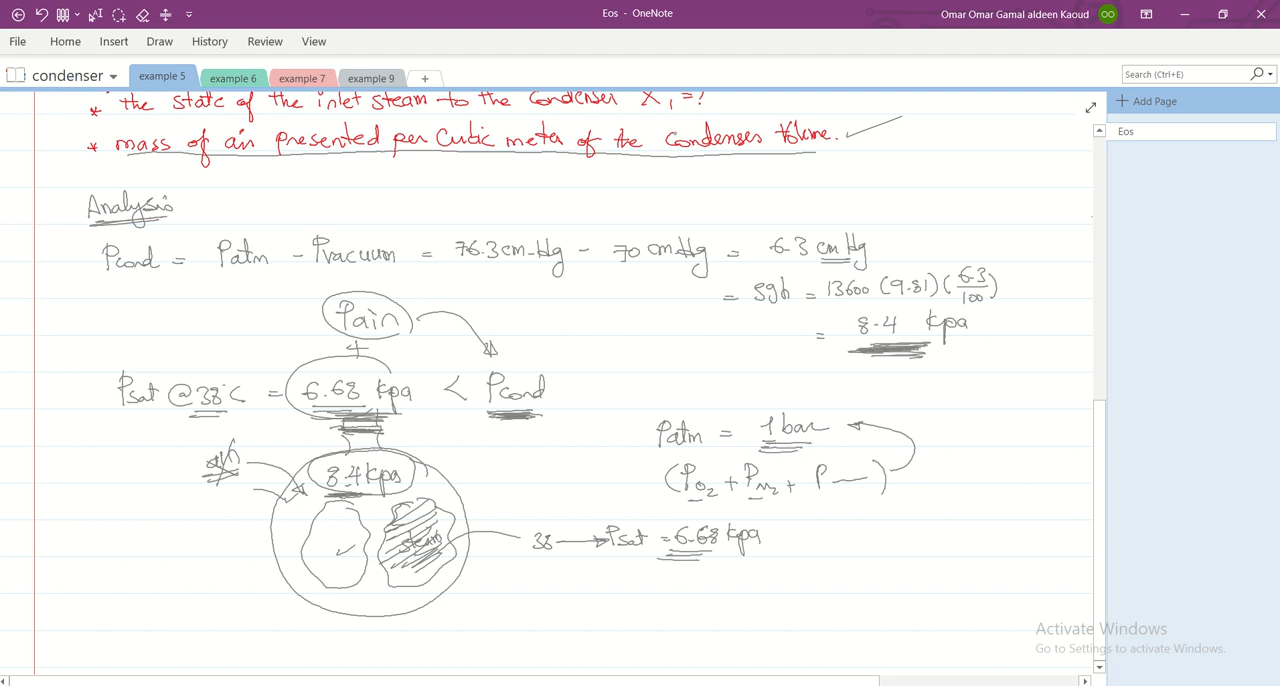 Eos - OneNote
Omar Omar Gamal aldeen Kaoud OO
File Home Insert Draw History Review View
condenser example 5 example 6 example 7 example 9 +
Search (Ctrl+E)
+ Add Page
Eos
* the state of the inlet steam to the condenser X1 = ?
* mass of air presented per Cubic meta of the condenser volume.
Analysis
Pcond = Patm - Pvacuum = 76.3 cm-Hg - 70 cm Hg = 6.3 cm Hg
= ρgh = 13600 (9.81) (6.3/100)
= 8.4 kpa
Pair
+
Psat @ 38°C = 6.68 kpa < Pcond
Patm = 1 bar
(PO2 + PN2 + P—)
air
8.4 kpa
steam
38 → Psat = 6.68 kpa
Activate Windows
Go to Settings to activate Windows.